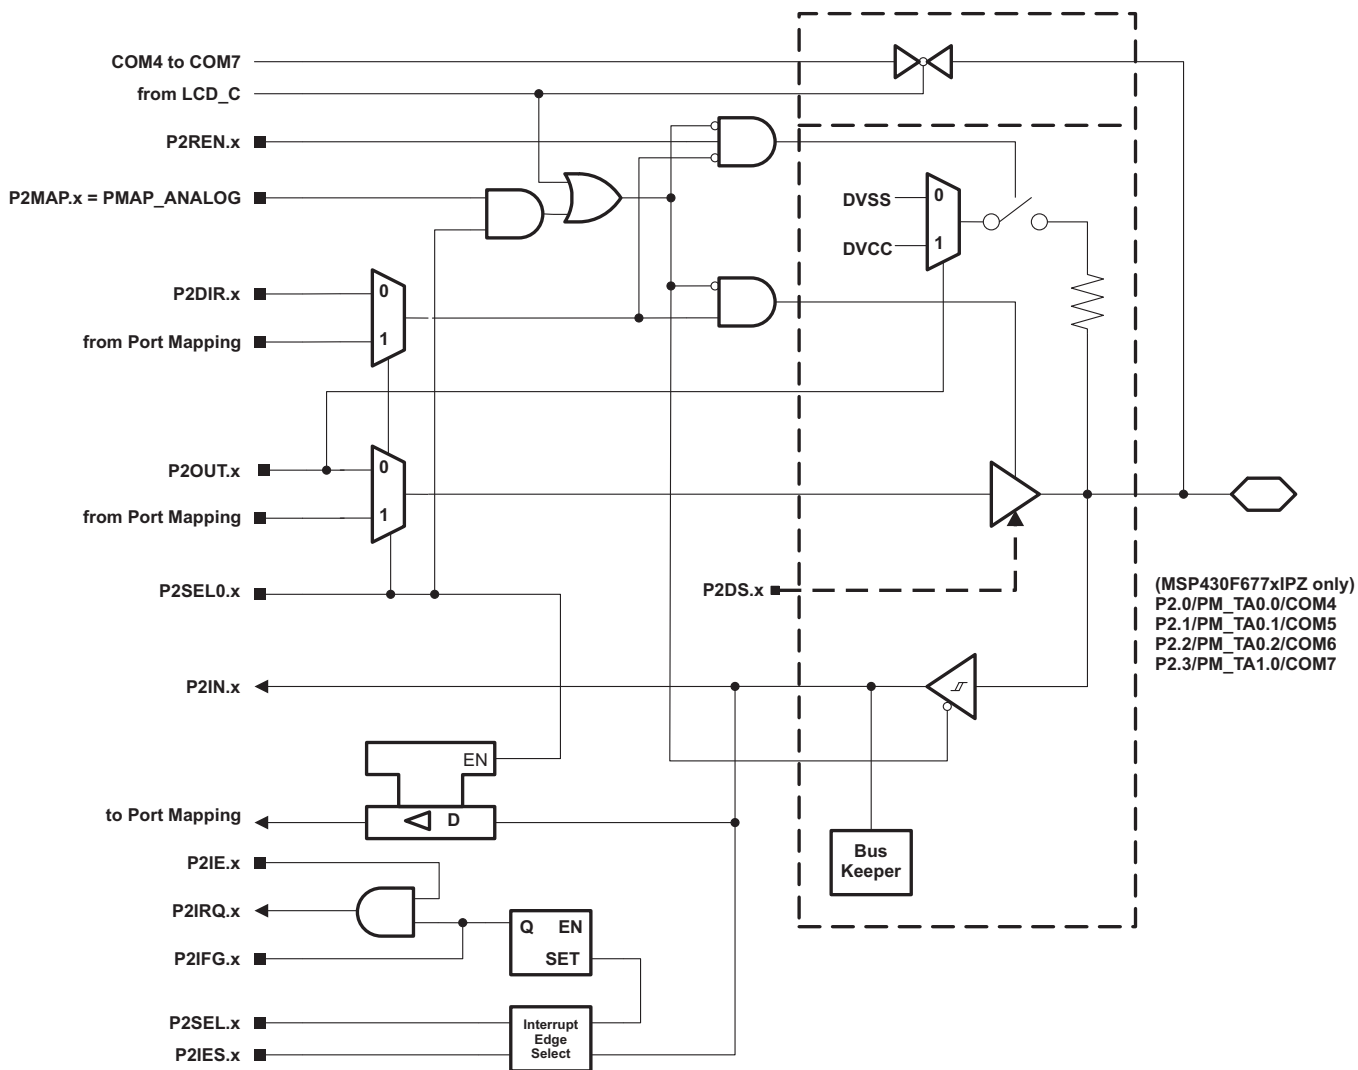 COM4 to COM7
from LCD_C
P2REN.x
P2MAP.x = PMAP_ANALOG
DVSS
0
DVCC
1
P2DIR.x
0
from Port Mapping
1
P2OUT.x
0
from Port Mapping
1
P2SEL0.x
P2DS.x
(MSP430F677xIPZ only)
P2.0/PM_TA0.0/COM4
P2.1/PM_TA0.1/COM5
P2.2/PM_TA0.2/COM6
P2.3/PM_TA1.0/COM7
P2IN.x
EN
to Port Mapping
D
Bus
Keeper
P2IE.x
P2IRQ.x
Q EN
P2IFG.x
SET
P2SEL.x
Interrupt
Edge
Select
P2IES.x